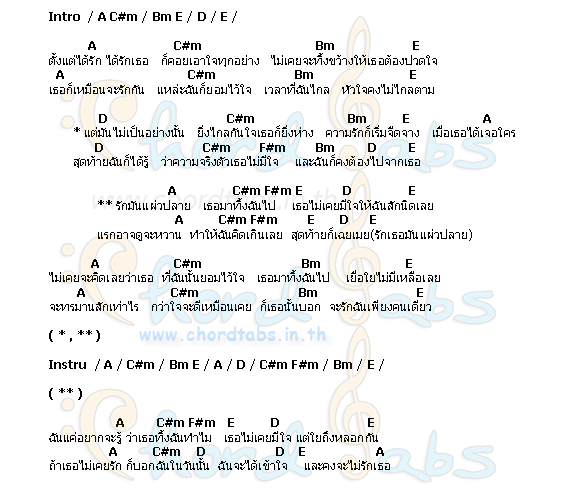 Intro / A C#m / Bm E / D / E /
A C#m Bm E
ตั้งแต่ได้รัก ได้รักเธอ ก็คอยเอาใจทุกอย่าง ไม่เคยจะทิ้งขว้างให้เธอต้องปวดใจ
A C#m Bm E
เธอก็เหมือนจะรักกัน แหล่ะฉันก็ยอมไว้ใจ เวลาที่ฉันไกล หัวใจคงไม่ไกลตาม
D C#m Bm E A
* แต่มันไม่เป็นอย่างนั้น ยิ่งไกลกันใจเธอก็ยิ่งห่าง ความรักก็เริ่มจืดจาง เมื่อเธอได้เจอใคร
D C#m F#m Bm D E
สุดท้ายฉันก็ได้รู้ ว่าความจริงตัวเธอไม่มีใจ และฉันก็คงต้องไปจากเธอ
A C#m F#m E D E
** รักมันแผ่วปลาย เธอมาทิ้งฉันไป เธอไม่เคยมีใจให้ฉันสักนิดเลย
A C#m F#m E D E
แรกอาจดูจะหวาน ทำให้ฉันคิดเกินเลย สุดท้ายก็เฉยเมย(รักเธอมันแผ่วปลาย)
A C#m Bm E
ไม่เคยจะคิดเลยว่าเธอ ที่ฉันนั้นยอมไว้ใจ เธอมาทิ้งฉันไป เยื่อใยไม่มีเหลือเลย
A C#m Bm E
จะทรมานสักเท่าไร กว่าใจจะดีเหมือนเคย ก็เธอนั้นบอก จะรักฉันเพียงคนเดียว
( * , ** )
www.chordtabs.in.th
Instru / A / C#m / Bm E / A / D / C#m F#m / Bm / E /
( ** )
A C#m F#m E D E
ฉันแค่อยากจะรู้ ว่าเธอทิ้งฉันทำไม เธอไม่เคยมีใจ แต่ใยถึงหลอกกัน
A C#m D D E A
ถ้าเธอไม่เคยรัก ก็บอกฉันในวันนั้น ฉันจะได้เข้าใจ และคงจะไม่รักเธอ